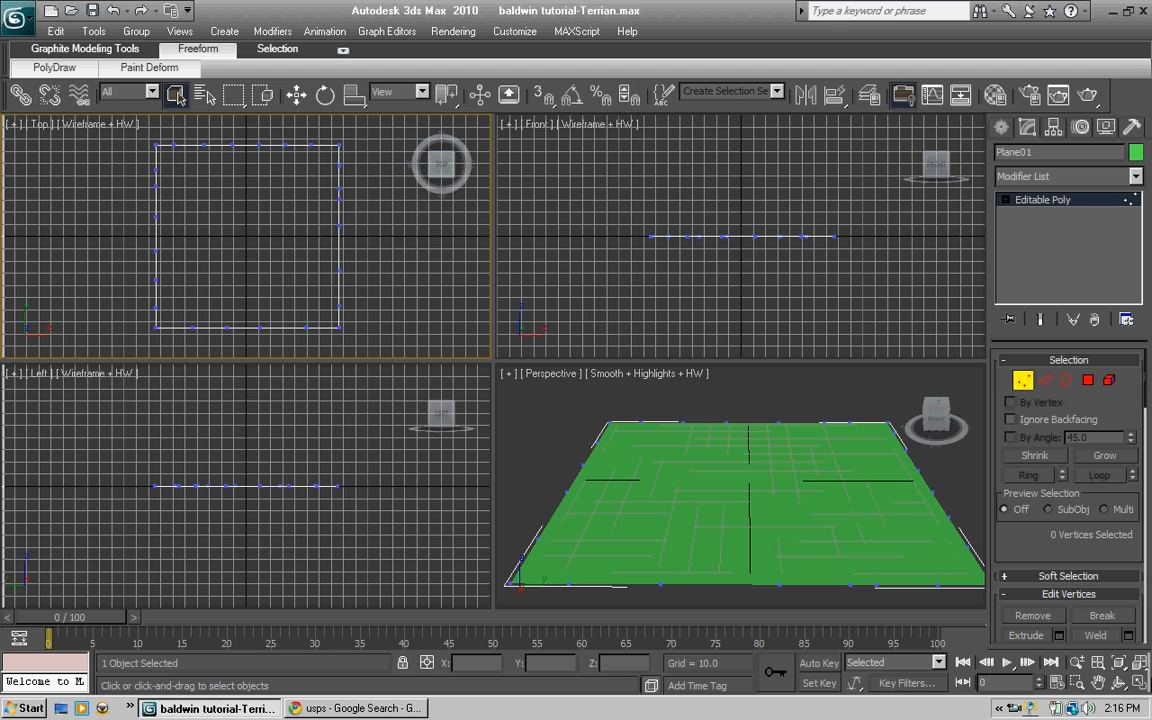 Autodesk 3ds Max 2010 baldwin tutorial-Terrian.max
Type a keyword or phrase
Edit Tools Group Views Create Modifiers Animation Graph Editors Rendering Customize MAXScript Help
Graphite Modeling Tools Freeform Selection
PolyDraw Paint Deform
All View Create Selection Se
[ + ] [ Top ] [ Wireframe + HW ]
[ + ] [ Front ] [ Wireframe + HW ]
TOP
FRONT
Plane01
Modifier List
Editable Poly
[ + ] [ Left ] [ Wireframe + HW ]
[ + ] [ Perspective ] [ Smooth + Highlights + HW ]
LEFT
RIGHT
- Selection
By Vertex
Ignore Backfacing
By Angle: 45.0
Shrink Grow
Ring Loop
Preview Selection
Off SubObj Multi
0 Vertices Selected
+ Soft Selection
- Edit Vertices
Remove Break
Extrude Weld
< 0 / 100 >
0 5 10 15 20 25 30 35 40 45 50 55 60 65 70 75 80 85 90 95 100
1 Object Selected X: Y: Z: Grid = 10.0 Auto Key Selected
Welcome to M Click or click-and-drag to select objects Add Time Tag Set Key Key Filters... 0
Start baldwin tutorial-Terri... usps - Google Search - G... 2:16 PM